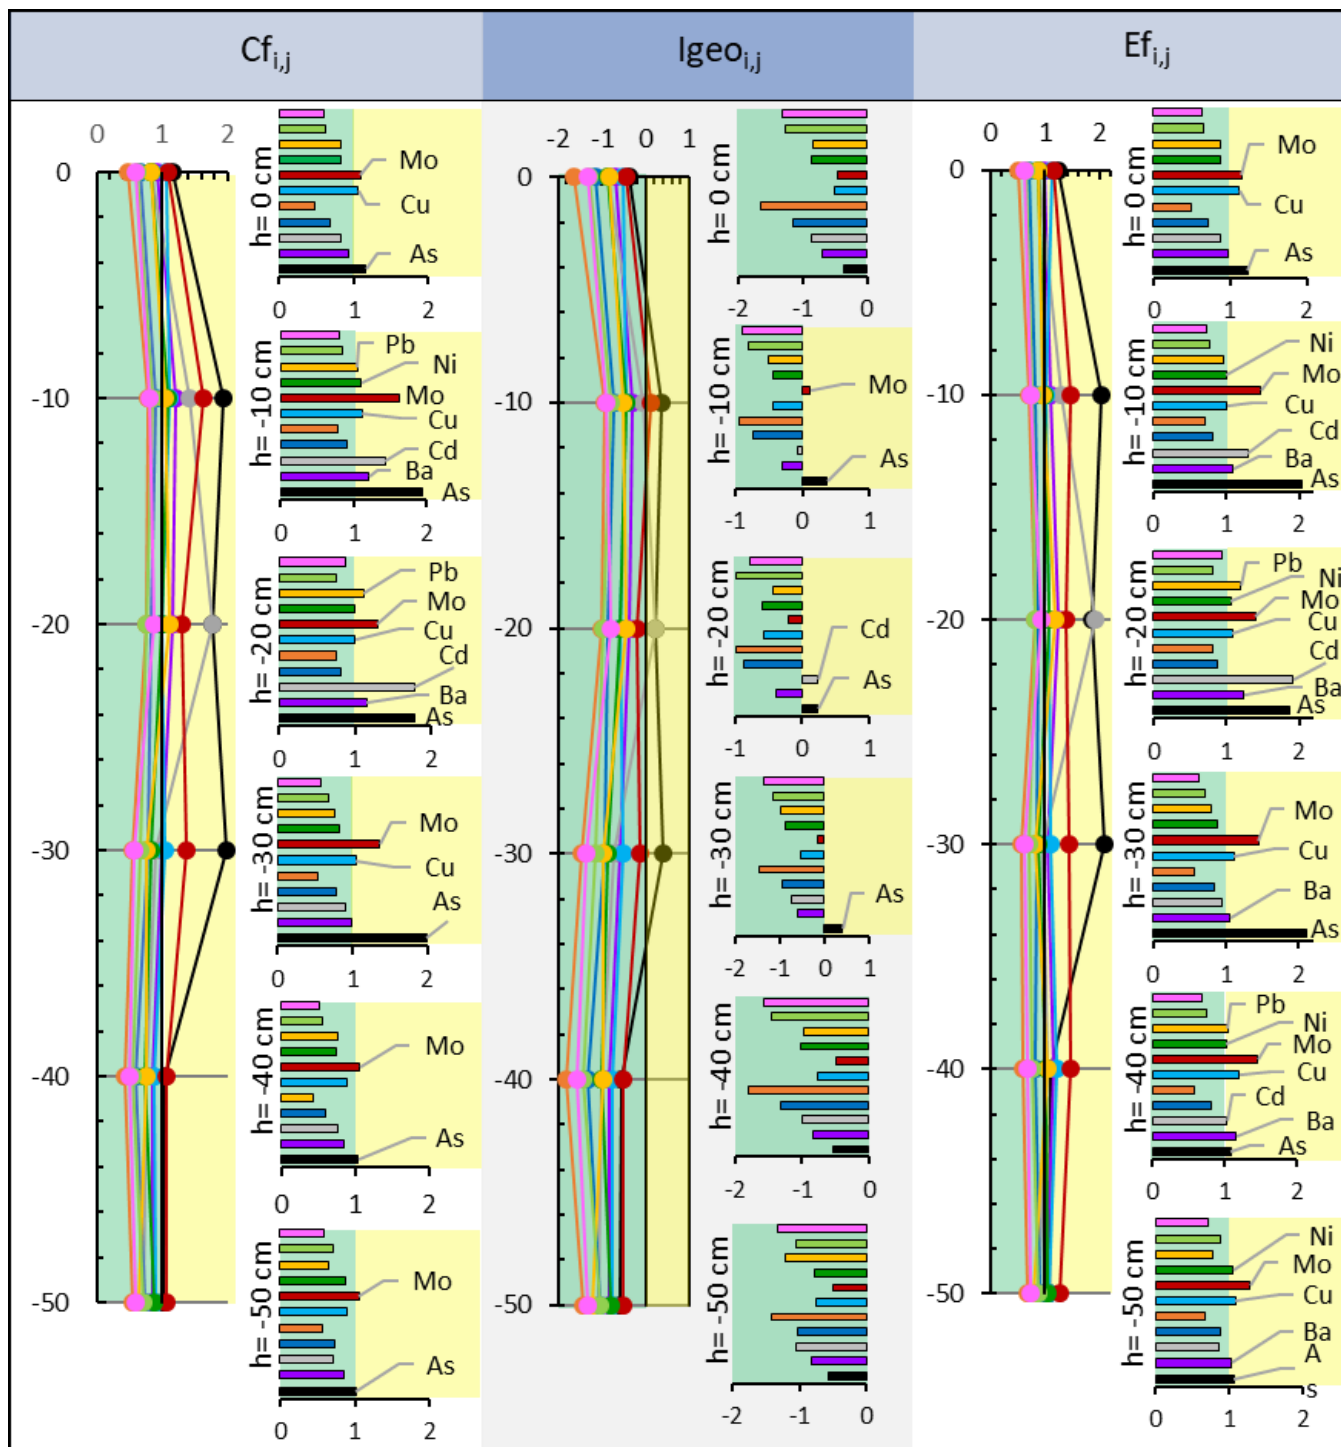 Cf i,j
Igeo i,j
Ef i,j
0 1 2
0
-10
-20
-30
-40
-50
h= 0 cm
Mo
Cu
As
0 1 2
h= -10 cm
Pb
Ni
Mo
Cu
Cd
Ba
As
0 1 2
h= -20 cm
Pb
Mo
Cu
Cd
Ba
As
0 1 2
h= -30 cm
Mo
Cu
As
0 1 2
h= -40 cm
Mo
As
0 1 2
h= -50 cm
Mo
As
0 1 2
-2 -1 0 1
0
-10
-20
-30
-40
-50
h= 0 cm
-2 -1 0
h= -10 cm
Mo
As
-1 0 1
h= -20 cm
Cd
As
-1 0 1
h= -30 cm
As
-2 -1 0 1
h= -40 cm
-2 -1 0
h= -50 cm
-2 -1 0
0 1 2
0
-10
-20
-30
-40
-50
h= 0 cm
Mo
Cu
As
0 1 2
h= -10 cm
Ni
Mo
Cu
Cd
Ba
As
0 1 2
h= -20 cm
Pb
Ni
Mo
Cu
Cd
Ba
As
0 1 2
h= -30 cm
Mo
Cu
Ba
As
0 1 2
h= -40 cm
Pb
Ni
Mo
Cu
Cd
Ba
As
0 1 2
h= -50 cm
Ni
Mo
Cu
Ba
A
s
0 1 2